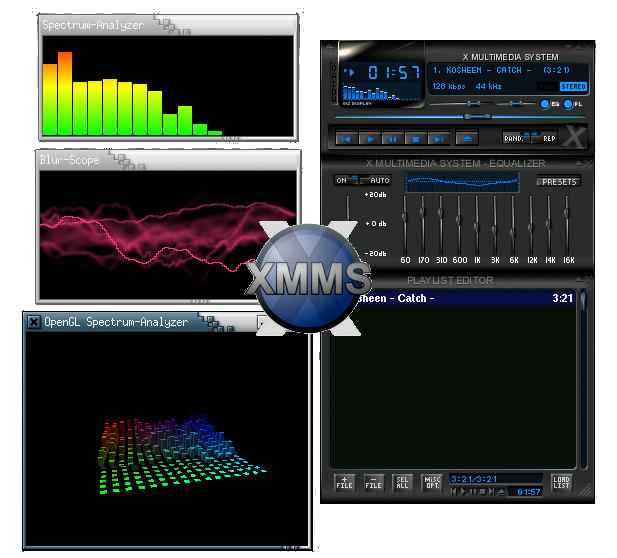 Spectrum-Analyzer
Blur-Scope
OpenGL Spectrum-Analyzer
XMMS
X MULTIMEDIA SYSTEM
01:57
1. KOSHEEN - CATCH - (3:21)
128 kbps 44 kHz
STEREO
EQ PL
RAND. REP
X
X MULTIMEDIA SYSTEM - EQUALIZER
ON AUTO
PRESETS
+20db
+0 db
-20db
60 170 310 600 1K 3K 6K 12K 14K 16K
PLAYLIST EDITOR
sheen - Catch - 3:21
+ FILE
- FILE
SEL ALL
MISC OPT.
3:21/3:21
01:57
LOAD LIST